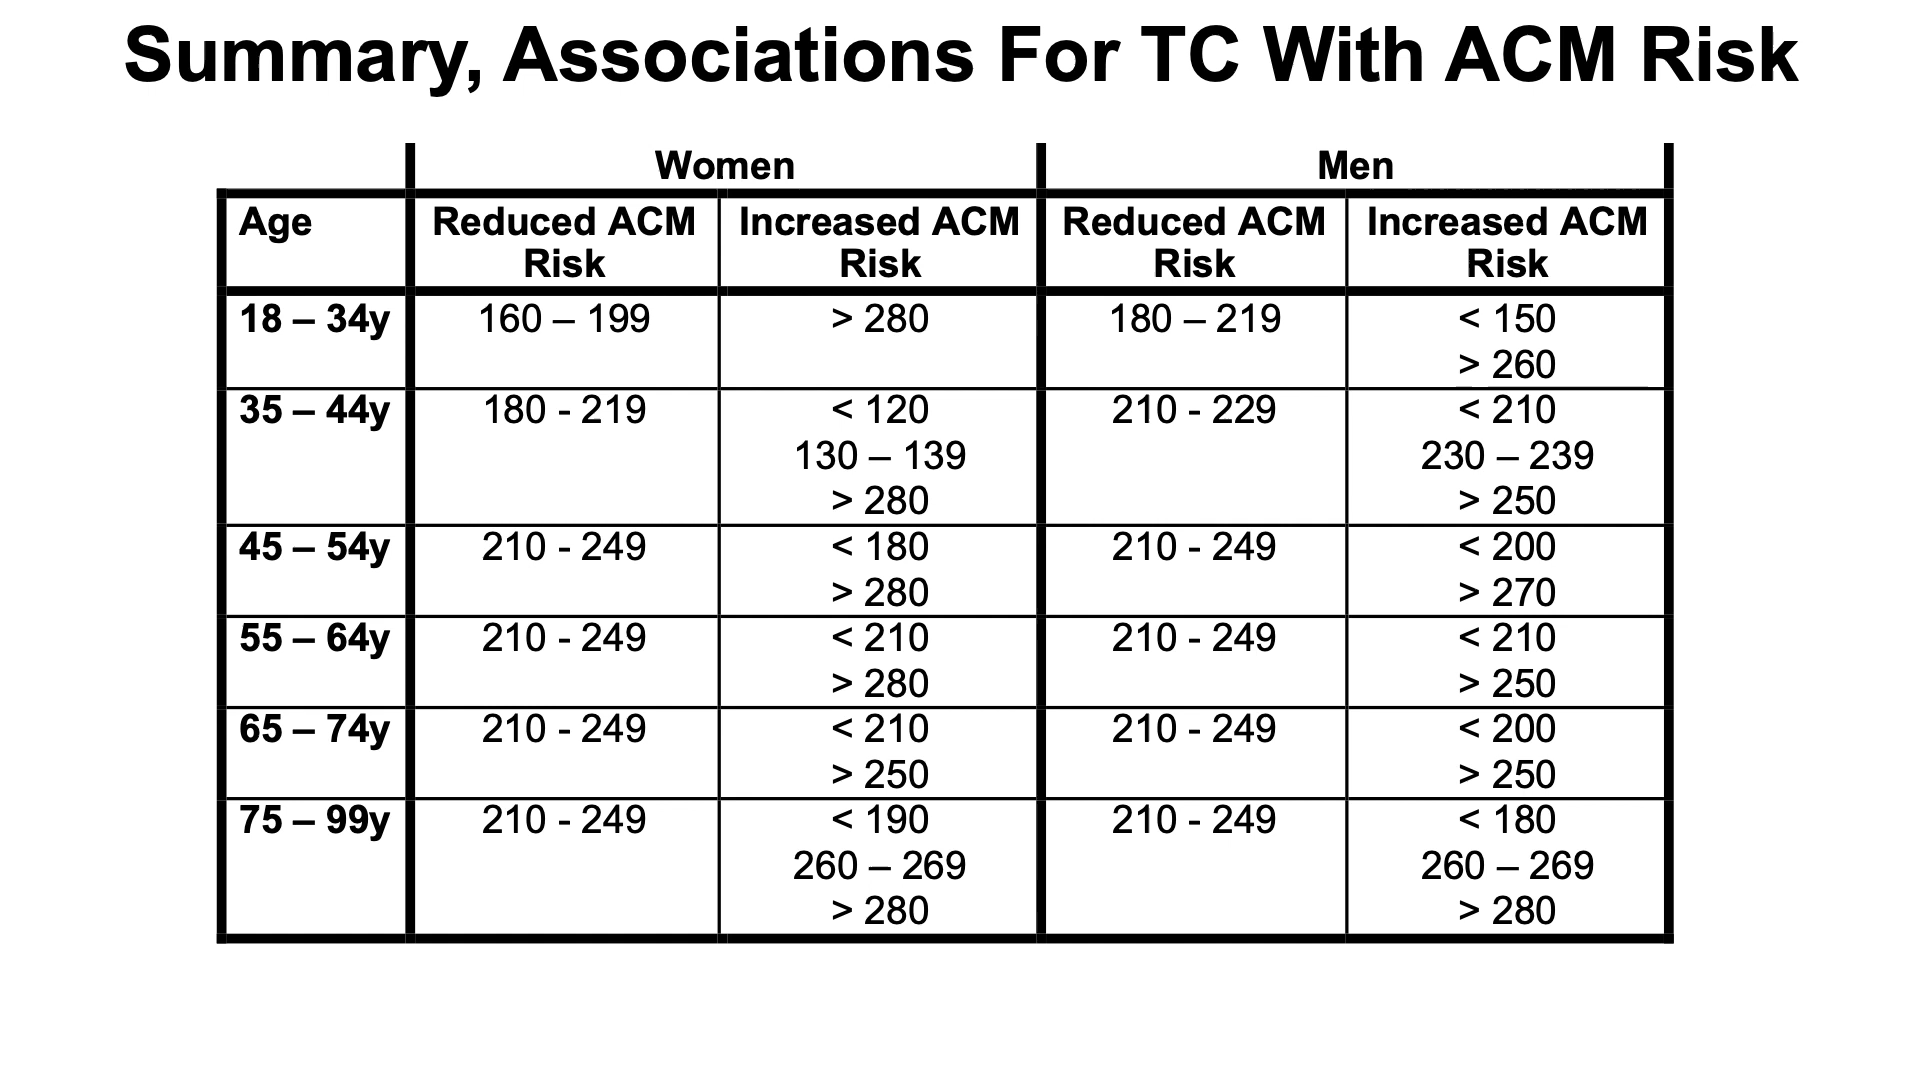 Summary, Associations For TC With ACM Risk
Women Men
Age Reduced ACM Risk Increased ACM Risk Reduced ACM Risk Increased ACM Risk
18 – 34y 160 – 199 > 280 180 – 219 < 150
> 260
35 – 44y 180 - 219 < 120 210 - 229 < 210
130 – 139 230 – 239
> 280 > 250
45 – 54y 210 - 249 < 180 210 - 249 < 200
> 280 > 270
55 – 64y 210 - 249 < 210 210 - 249 < 210
> 280 > 250
65 – 74y 210 - 249 < 210 210 - 249 < 200
> 250 > 250
75 – 99y 210 - 249 < 190 210 - 249 < 180
260 – 269 260 – 269
> 280 > 280